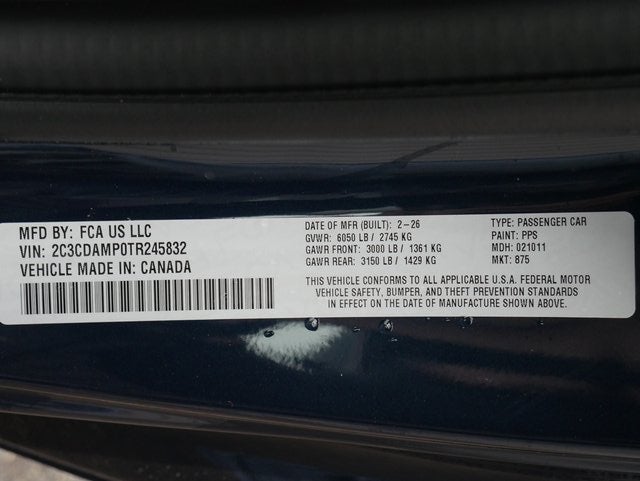 MFD BY: FCA US LLC
VIN: 2C3CDAMP0TR245832
VEHICLE MADE IN: CANADA
DATE OF MFR (BUILT): 2-26
GVWR: 6050 LB / 2745 KG
GAWR FRONT: 3000 LB / 1361 KG
GAWR REAR: 3150 LB / 1429 KG
TYPE: PASSENGER CAR
PAINT: PPS
MDH: 021011
MKT: 875
THIS VEHICLE CONFORMS TO ALL APPLICABLE U.S.A. FEDERAL MOTOR
VEHICLE SAFETY, BUMPER, AND THEFT PREVENTION STANDARDS
IN EFFECT ON THE DATE OF MANUFACTURE SHOWN ABOVE.